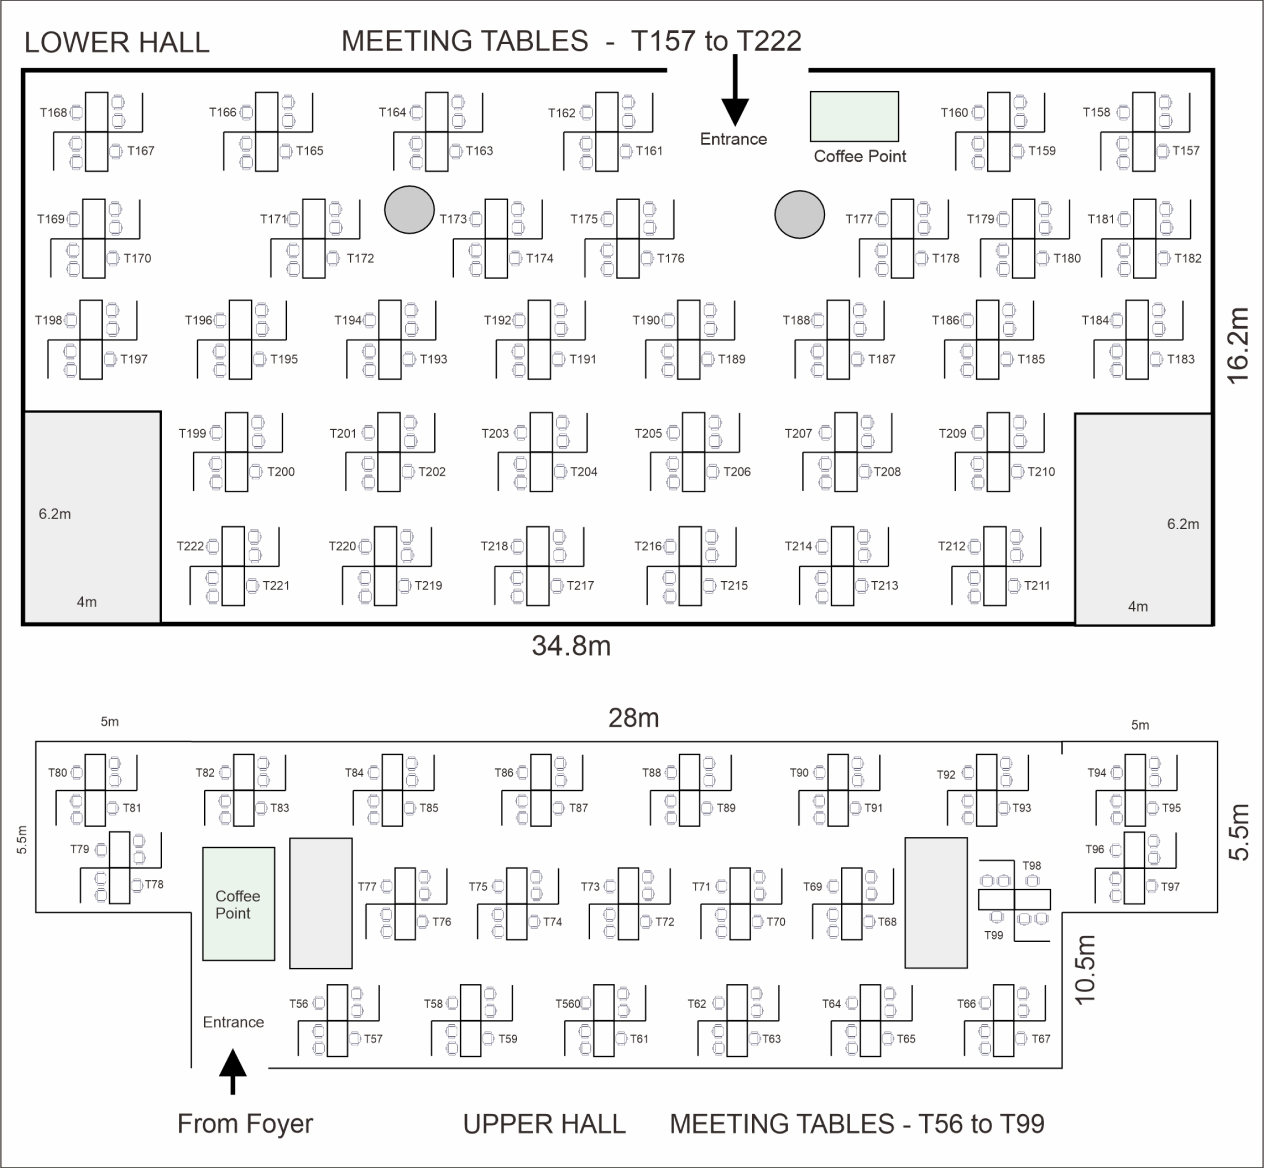 LOWER HALL MEETING TABLES - T157 to T222
Entrance
Coffee Point
T168 T166 T164 T162 T160 T158
T167 T165 T163 T161 T159 T157
T169 T171 T173 T175 T177 T179 T181
T170 T172 T174 T176 T178 T180 T182
T198 T196 T194 T192 T190 T188 T186 T184
T197 T195 T193 T191 T189 T187 T185 T183
16.2m
T199 T201 T203 T205 T207 T209
T200 T202 T204 T206 T208 T210
6.2m
6.2m
T222 T220 T218 T216 T214 T212
T221 T219 T217 T215 T213 T211
4m
4m
34.8m
5m 28m 5m
T80 T82 T84 T86 T88 T90 T92 T94
T81 T83 T85 T87 T89 T91 T93 T95
5.5m
5.5m
T79 T96
T78 T97
T98
T99
Coffee
Point
T77 T75 T73 T71 T69
T76 T74 T72 T70 T68
10.5m
T56 T58 T560 T62 T64 T66
T57 T59 T61 T63 T65 T67
Entrance
From Foyer UPPER HALL MEETING TABLES - T56 to T99